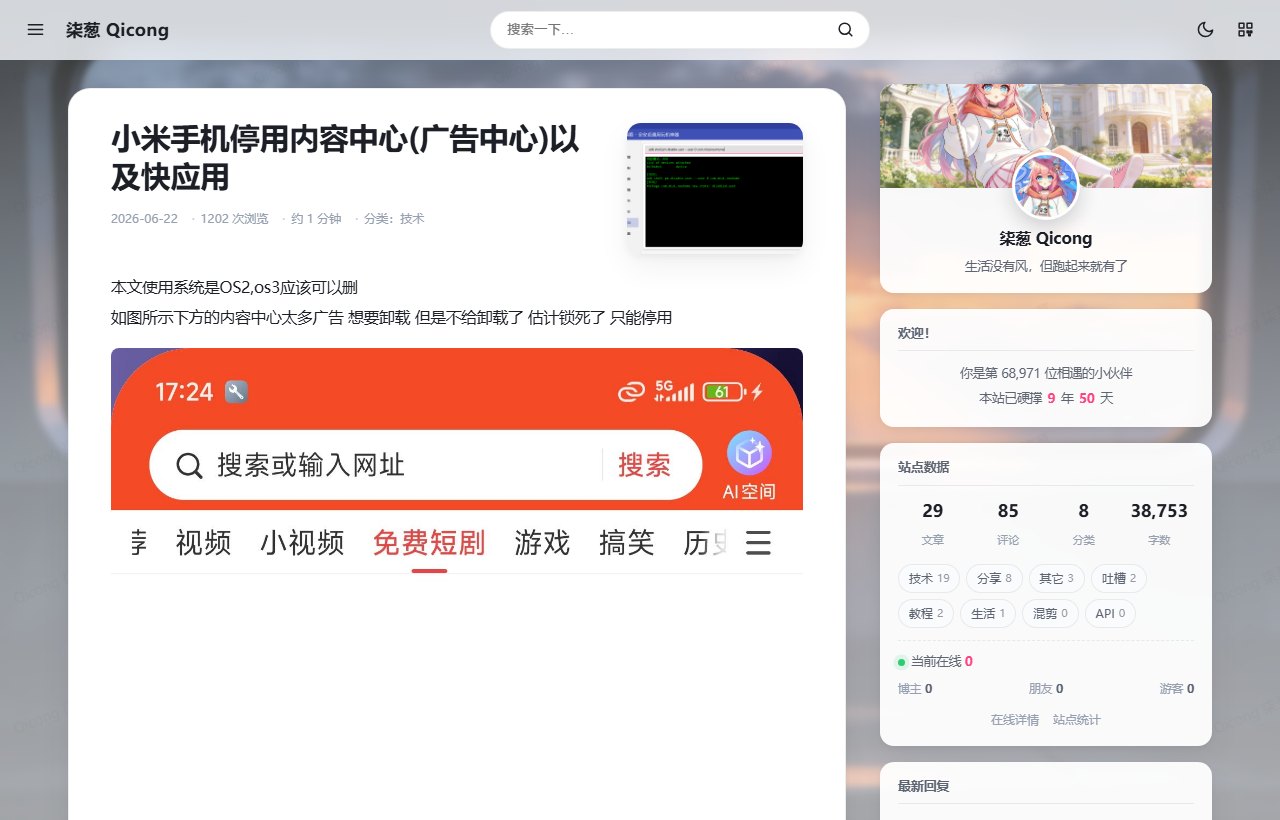 柒葱 Qicong
搜索一下…
小米手机停用内容中心(广告中心)以
及快应用
2026-06-22 · 1202 次浏览 · 约 1 分钟 · 分类：技术
本文使用系统是OS2,os3应该可以删
如图所示下方的内容中心太多广告 想要卸载 但是不给卸载了 估计锁死了 只能停用
17:24 5G 61
搜索或输入网址 搜索
AI空间
视频 小视频 免费短剧 游戏 搞笑 历
柒葱 Qicong
生活没有风，但跑起来就有了
欢迎！
你是第 68,971 位相遇的小伙伴
本站已硬撑 9 年 50 天
站点数据
29 85 8 38,753
文章 评论 分类 字数
技术 19 分享 8 其它 3 吐槽 2
教程 2 生活 1 混剪 0 API 0
当前在线 0
博主 0 朋友 0 游客 0
在线详情 站点统计
最新回复